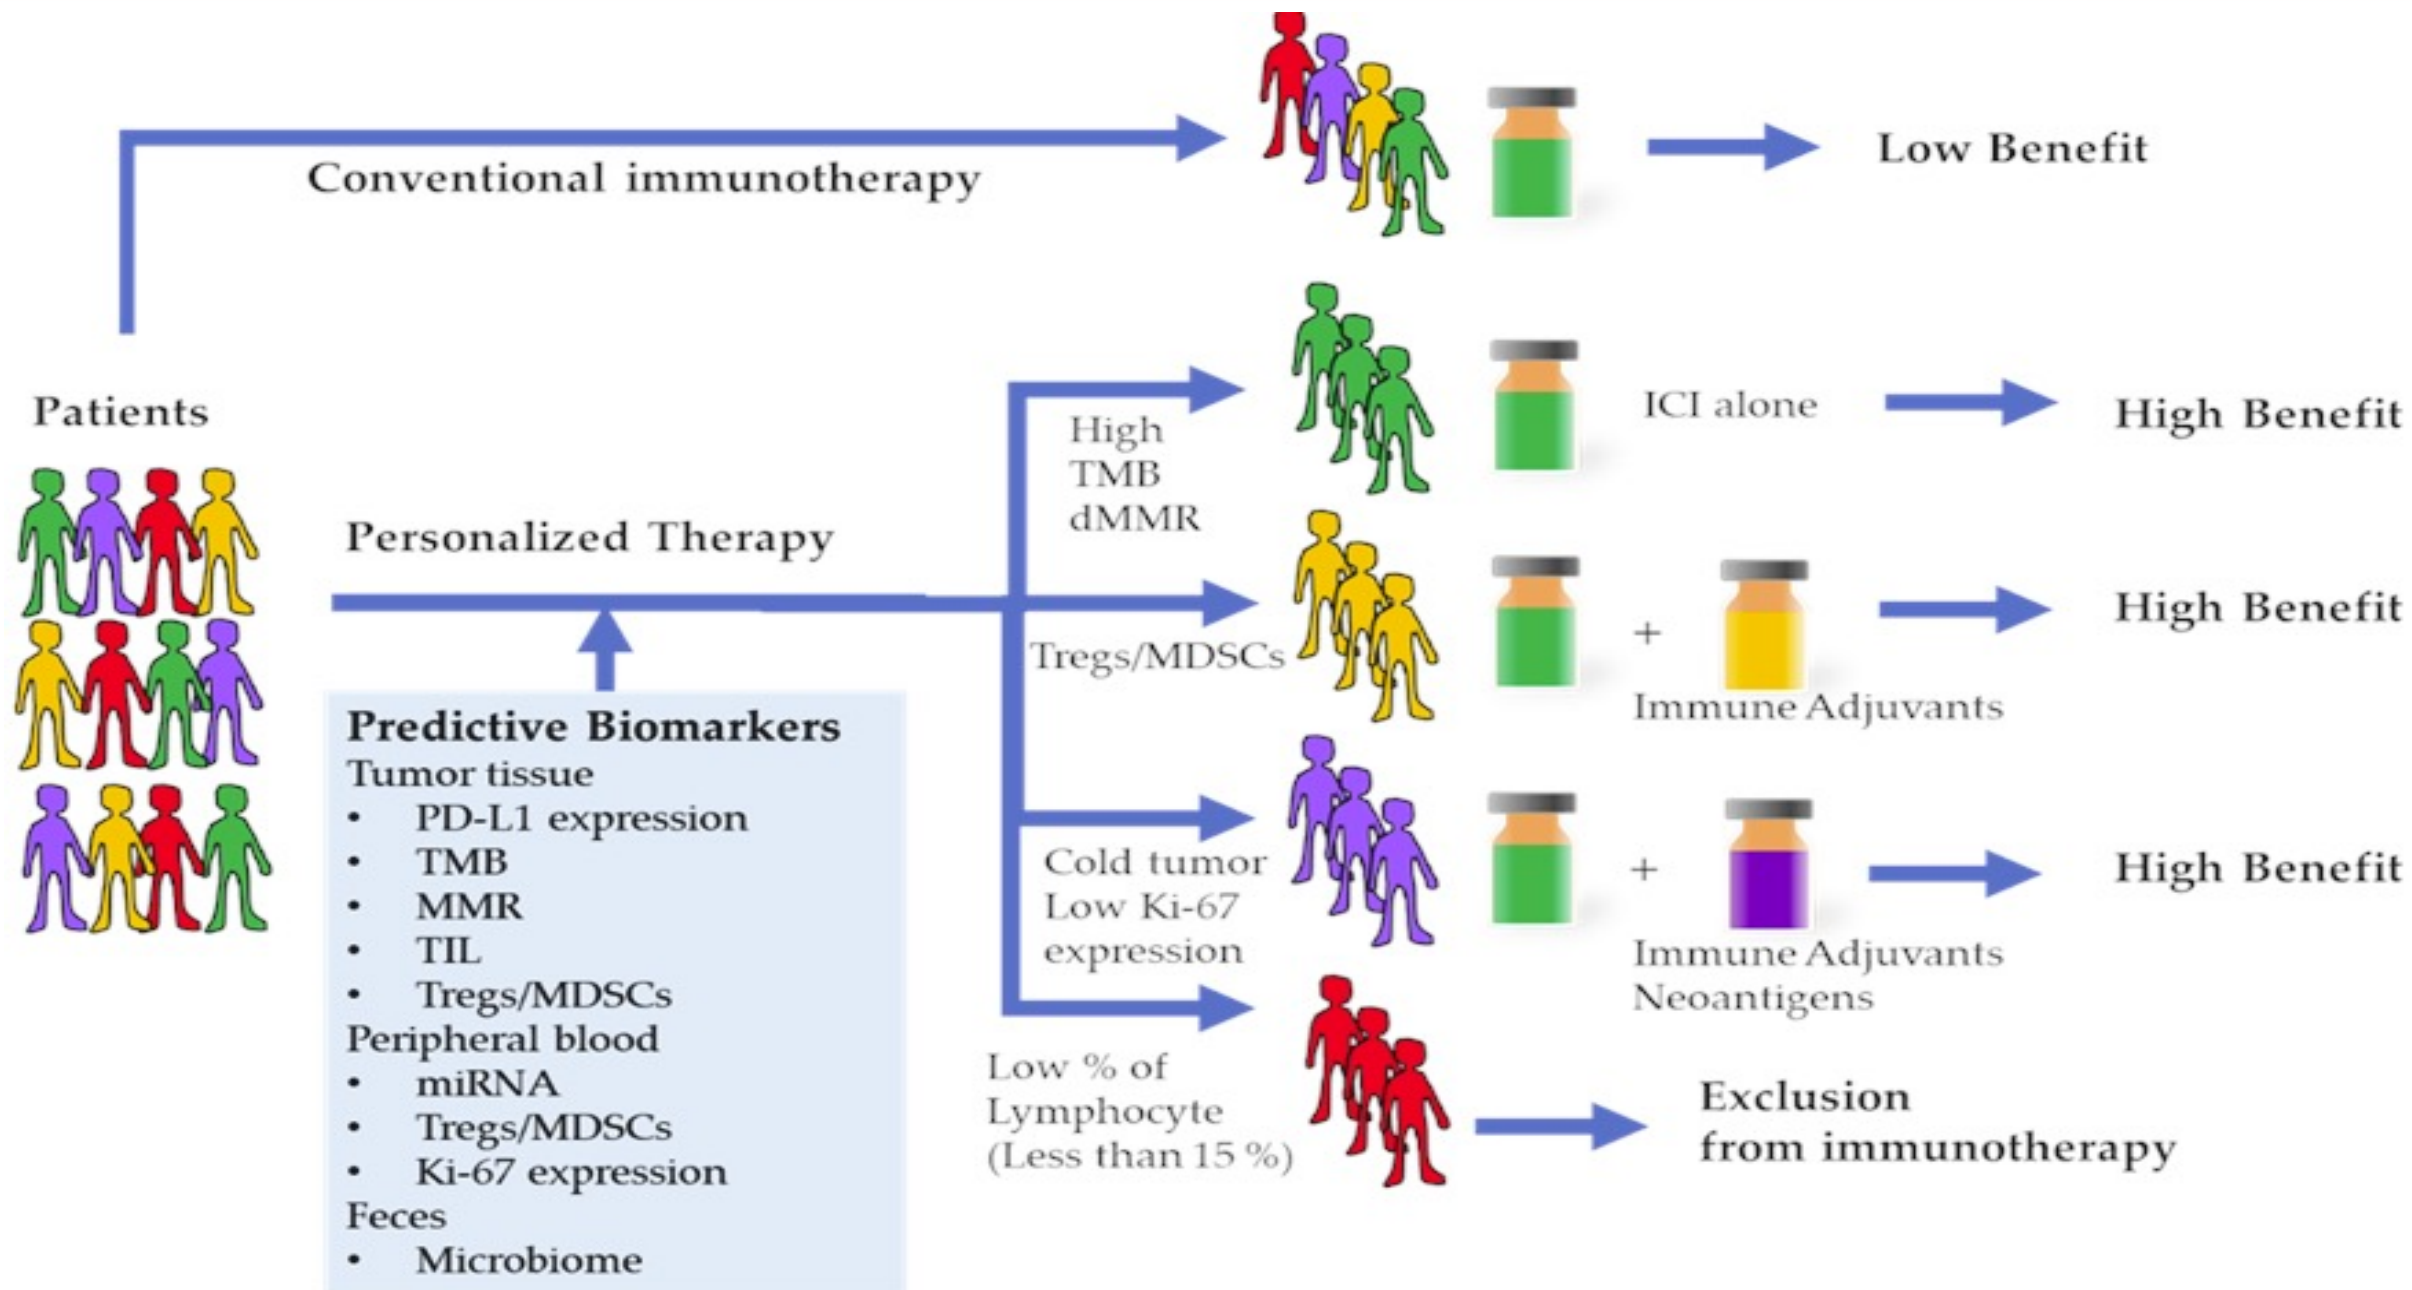 Conventional immunotherapy
Low Benefit
Patients
Personalized Therapy
Predictive Biomarkers
Tumor tissue
• PD-L1 expression
• TMB
• MMR
• TIL
• Tregs/MDSCs
Peripheral blood
• miRNA
• Tregs/MDSCs
• Ki-67 expression
Feces
• Microbiome
High
TMB
dMMR
ICI alone
High Benefit
Tregs/MDSCs
+
Immune Adjuvants
High Benefit
Cold tumor
Low Ki-67
expression
+
Immune Adjuvants
Neoantigens
High Benefit
Low % of
Lymphocyte
(Less than 15 %)
Exclusion
from immunotherapy